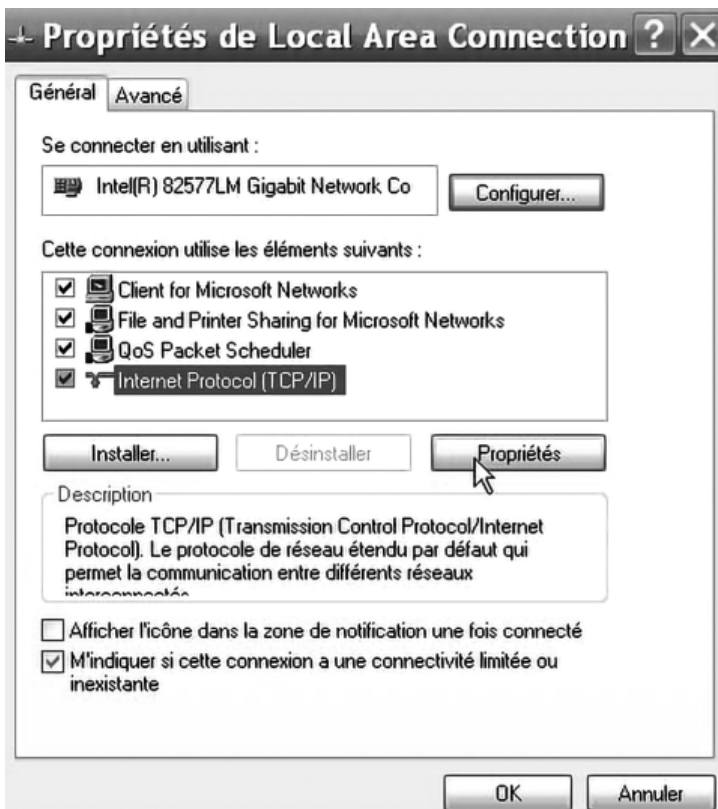 Propriétés de Local Area Connection
Général
Avancé
Se connecter en utilisant :
Intel(R) 82577LM Gigabit Network Co
Configurer...
Cette connexion utilise les éléments suivants :
Client for Microsoft Networks
File and Printer Sharing for Microsoft Networks
QoS Packet Scheduler
Internet Protocol (TCP/IP)
Installer...
Désinstaller
Propriétés
Description
Protocole TCP/IP (Transmission Control Protocol/Internet
Protocol). Le protocole de réseau étendu par défaut qui
permet la communication entre différents réseaux
interconnectés.
Afficher l'icône dans la zone de notification une fois connecté
M'indiquer si cette connexion a une connectivité limitée ou
inexistante
OK
Annuler